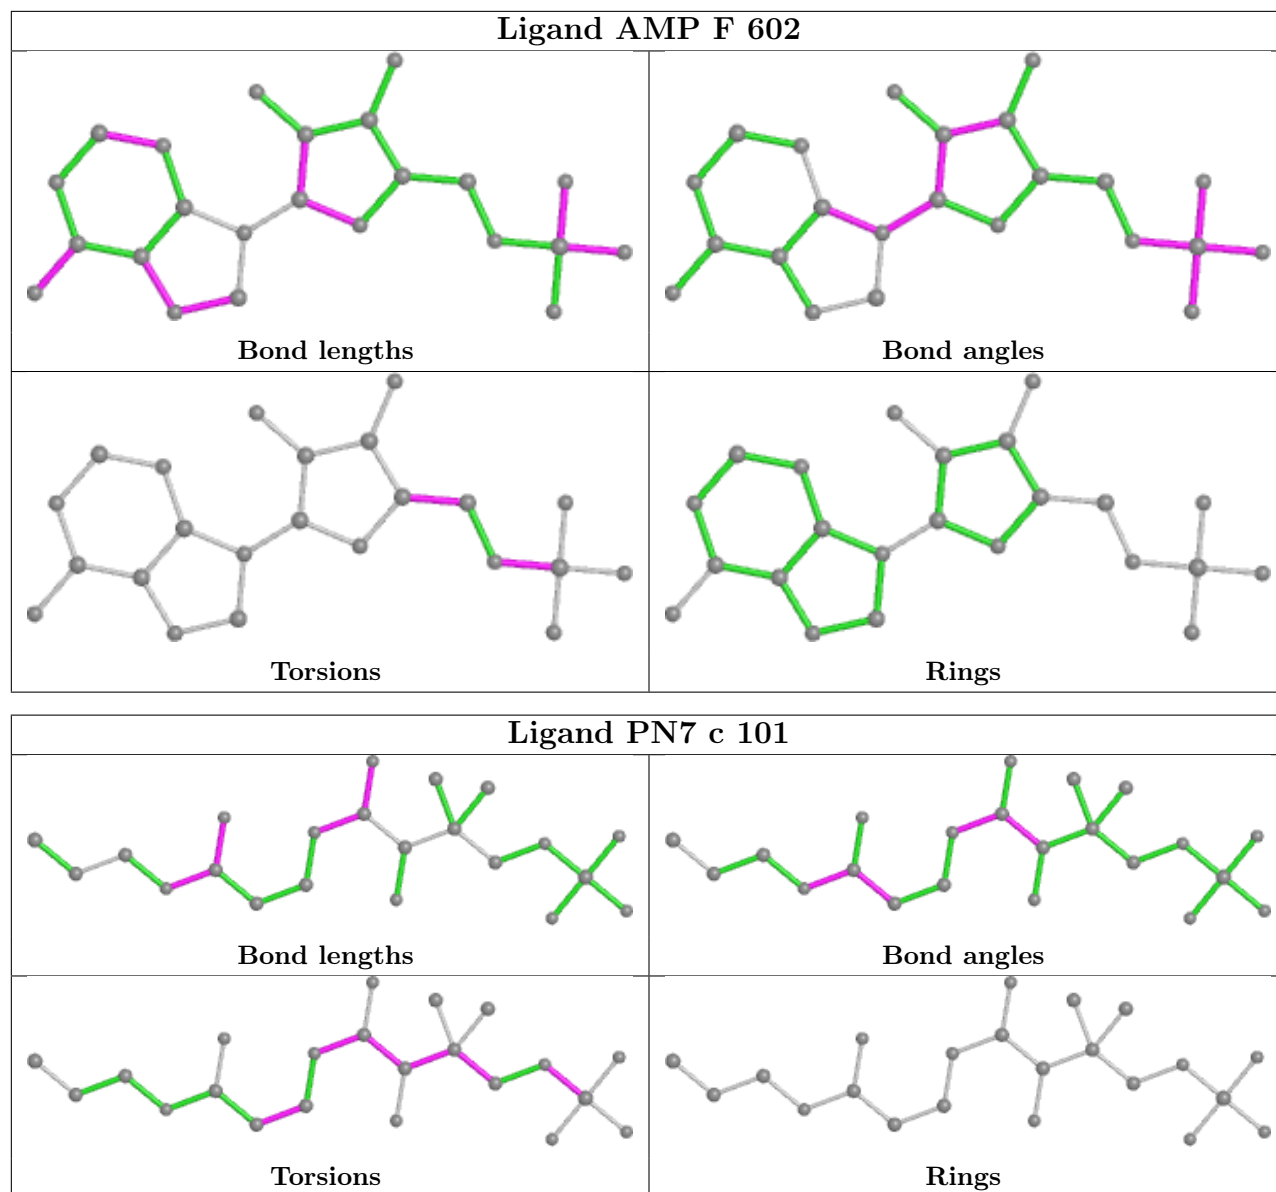 Ligand AMP F 602
Bond lengths
Bond angles
Torsions
Rings
Ligand PN7 c 101
Bond lengths
Bond angles
Torsions
Rings